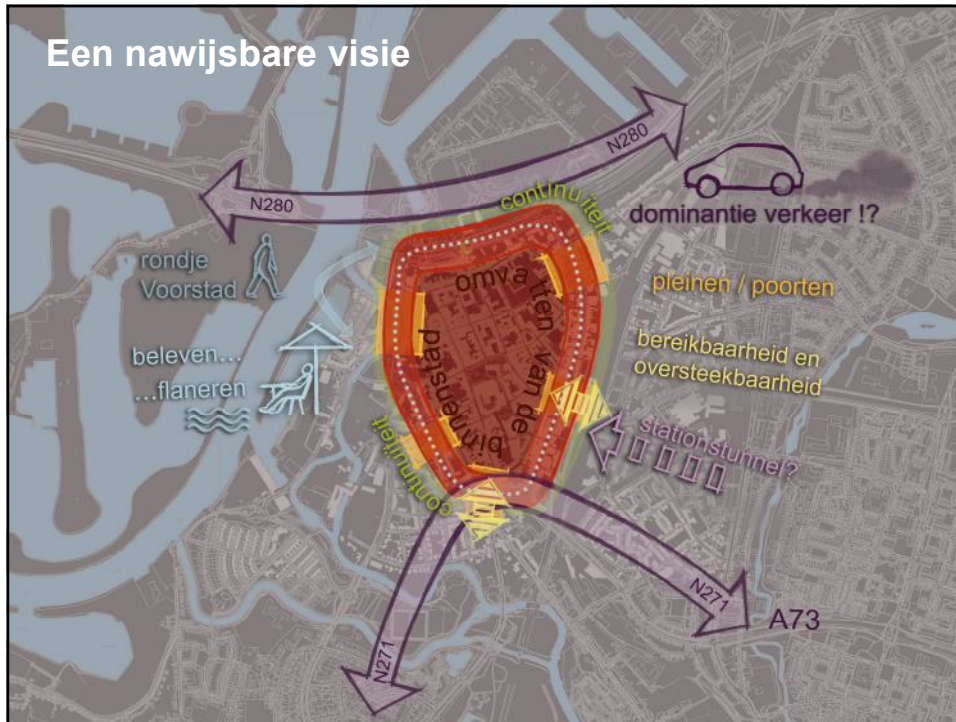 Een nawijsbare visie
N280
N280
continuïteit
dominantie verkeer !?
rondje
Voorstad
pleinen / poorten
omvatten van de binnenstad
bereikbaarheid en
oversteekbaarheid
beleven...
...flaneren
stationstunnel?
continuïteit
N271
N271
A73